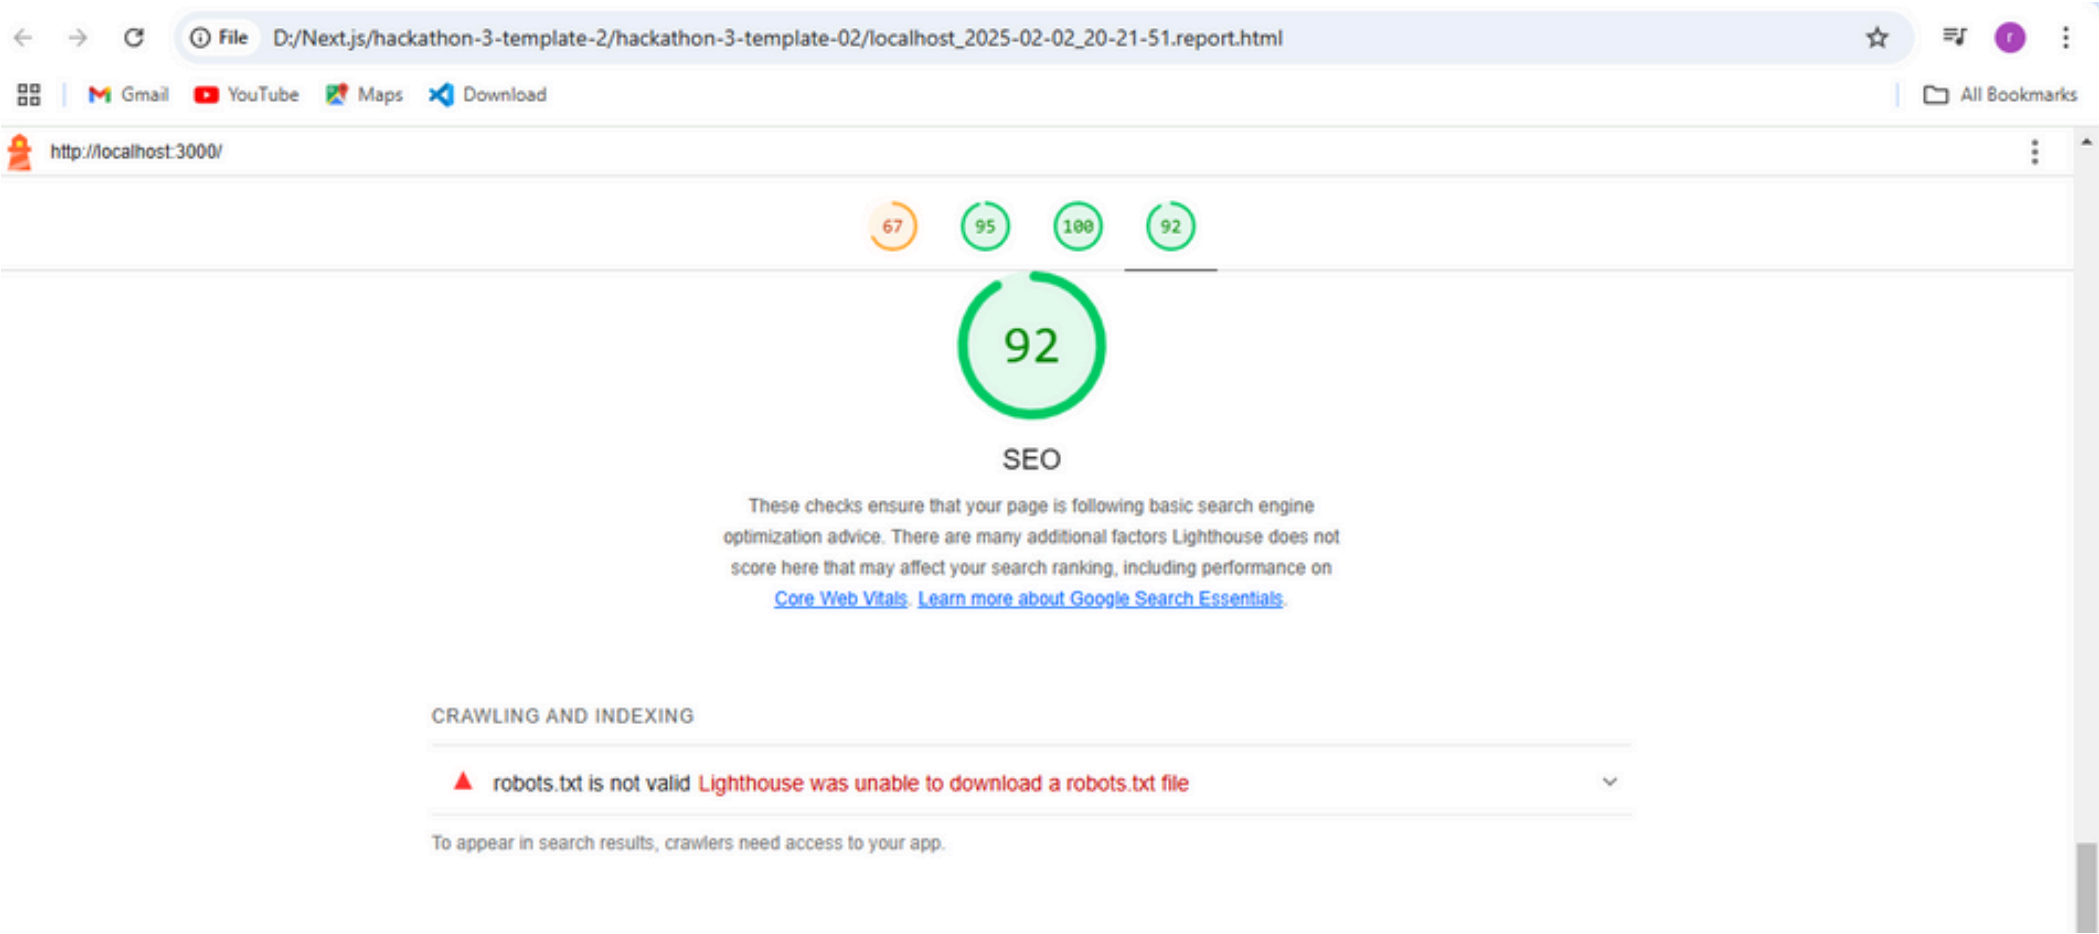 File D:/Next.js/hackathon-3-template-2/hackathon-3-template-02/localhost_2025-02-02_20-21-51.report.html r
Gmail YouTube Maps Download All Bookmarks
http://localhost:3000/
67 95 100 92
92
SEO
These checks ensure that your page is following basic search engine
optimization advice. There are many additional factors Lighthouse does not
score here that may affect your search ranking, including performance on
Core Web Vitals. Learn more about Google Search Essentials.
CRAWLING AND INDEXING
robots.txt is not valid Lighthouse was unable to download a robots.txt file
To appear in search results, crawlers need access to your app.